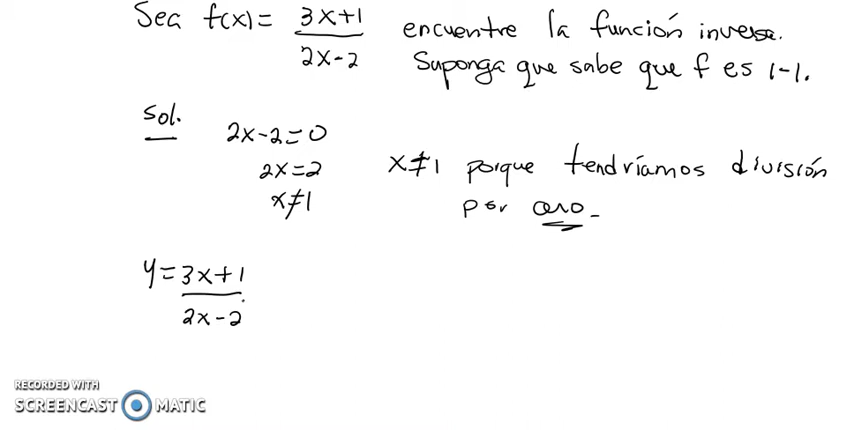 Sea f(x) = 3x+1 / 2x-2 encuentre la función inversa.
Suponga que sabe que f es 1-1.
Sol.
2x-2=0
2x=2
x≠1
x≠1 porque tendríamos división
por cero.
y = 3x+1 / 2x-2
RECORDED WITH
SCREENCAST MATIC